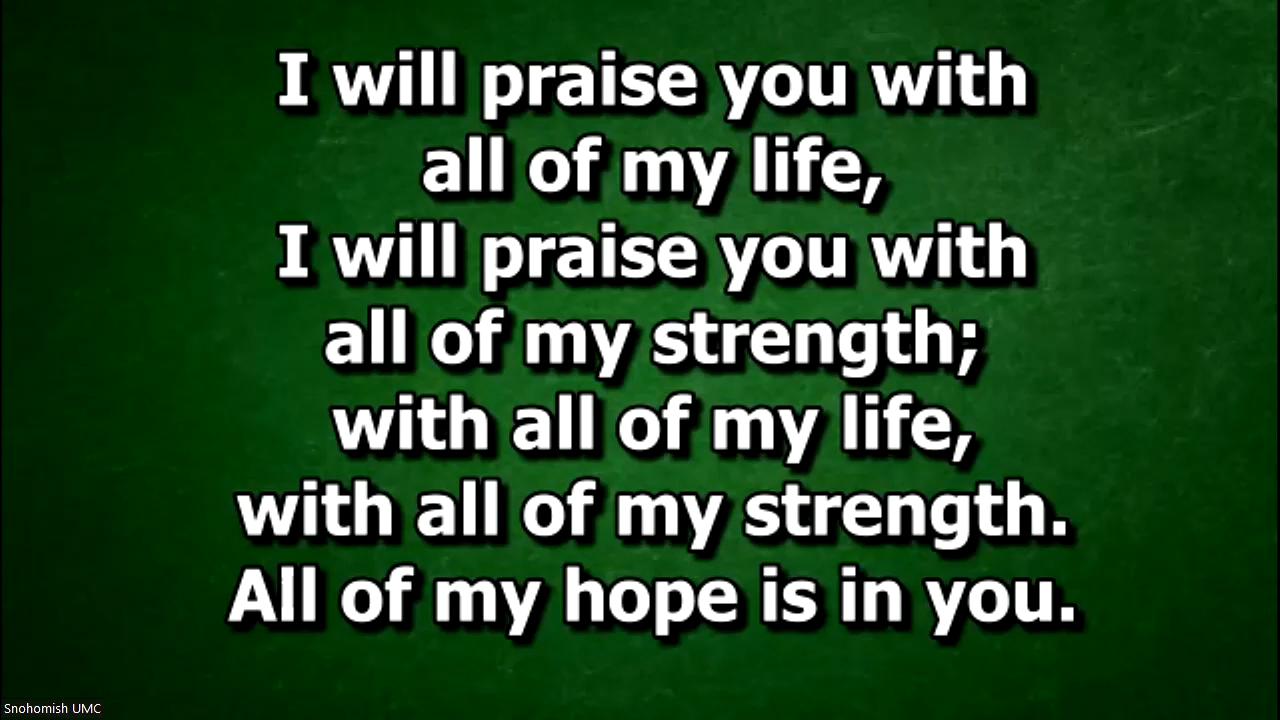 I will praise you with
all of my life,
I will praise you with
all of my strength;
with all of my life,
with all of my strength.
All of my hope is in you.
Snohomish UMC